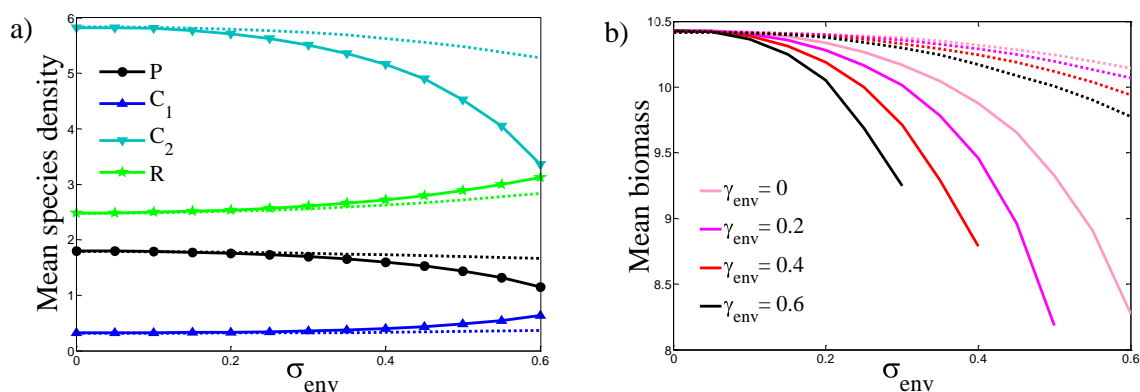 a)
Mean species density
6
5
4
3
2
1
0
P
C1
C2
R
0
0.2
0.4
0.6
σenv
b)
Mean biomass
10.5
10
9.5
9
8.5
8
γenv= 0
γenv= 0.2
γenv= 0.4
γenv= 0.6
0
0.2
0.4
0.6
σenv